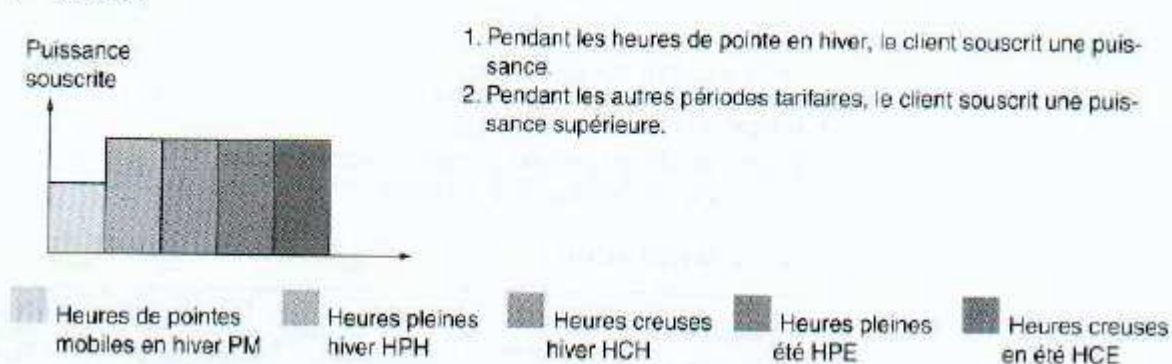 Puissance
souscrite
1. Pendant les heures de pointe en hiver, le client souscrit une puis-
sance.
2. Pendant les autres périodes tarifaires, le client souscrit une puis-
sance supérieure.
Heures de pointes
mobiles en hiver PM
Heures pleines
hiver HPH
Heures creuses
hiver HCH
Heures pleines
été HPE
Heures creuses
en été HCE